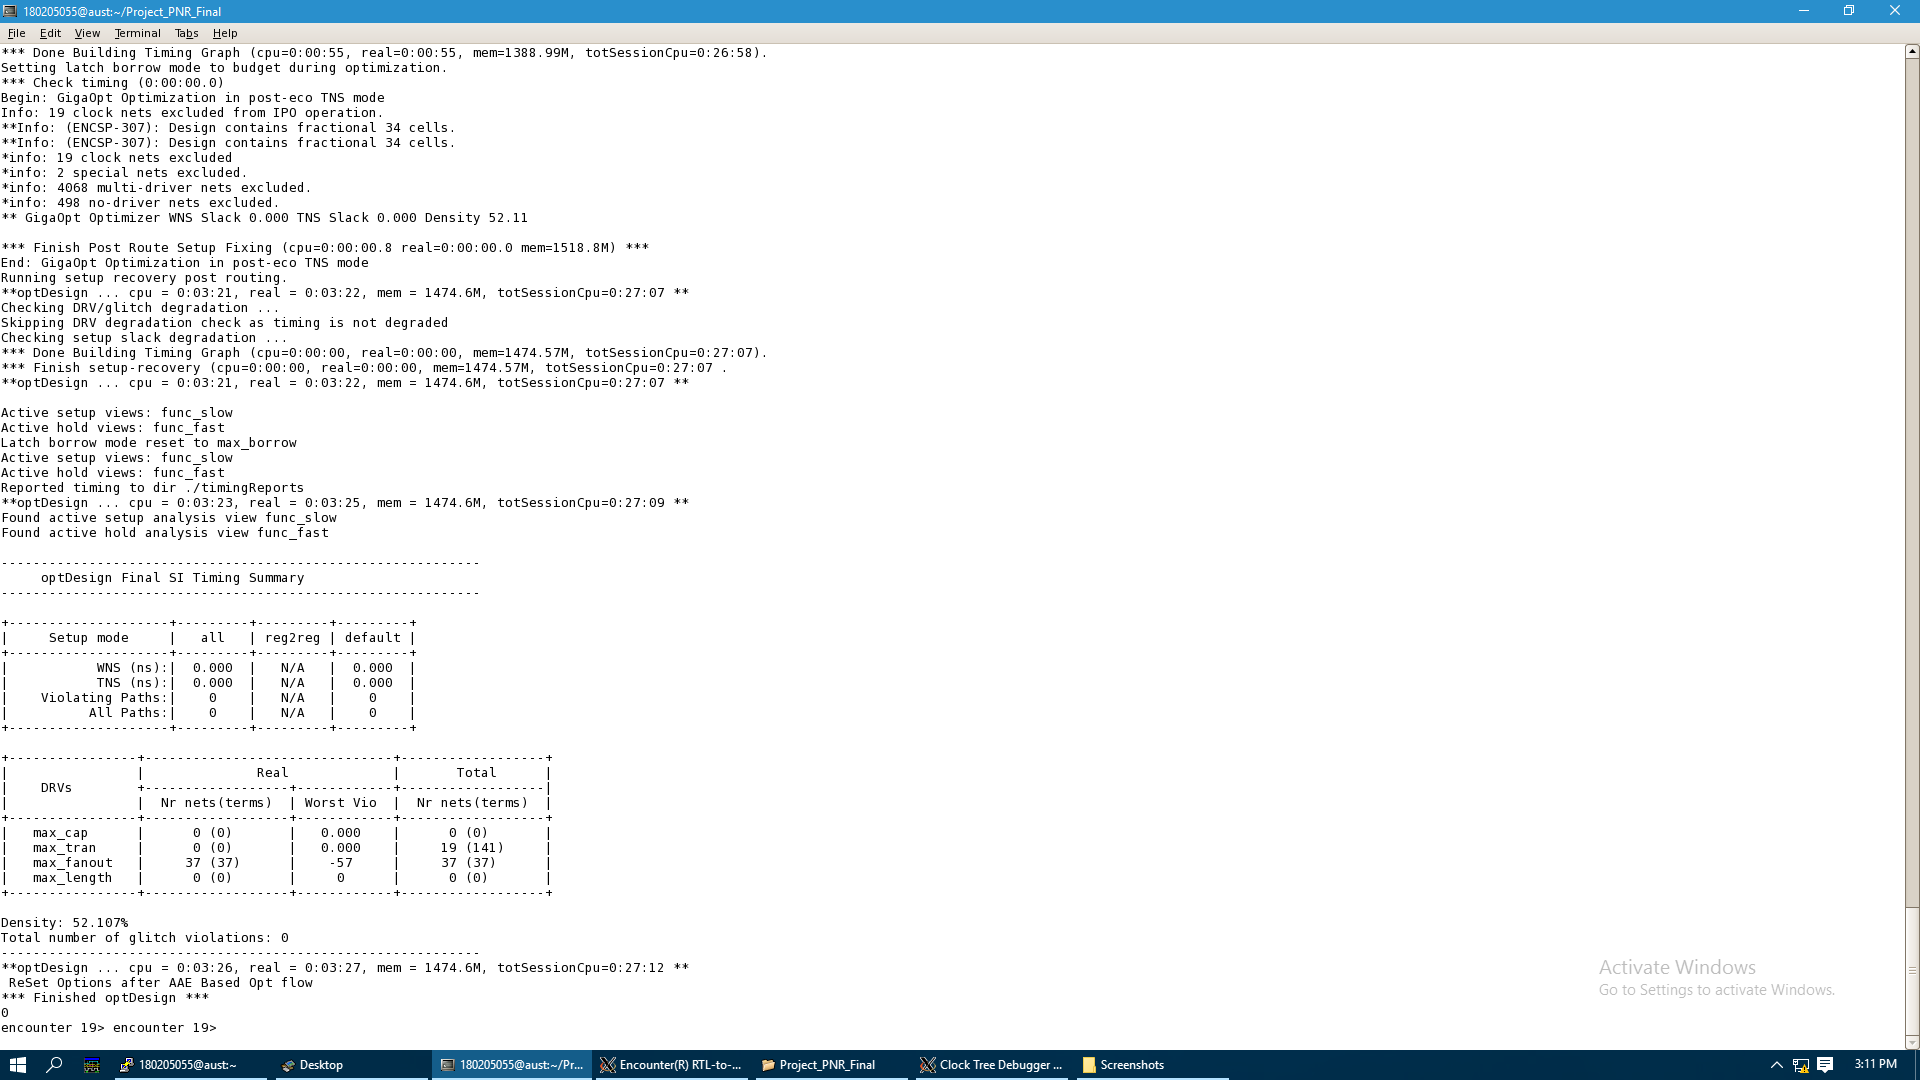 180205055@aust:~/Project_PNR_Final
File Edit View Terminal Tabs Help
*** Done Building Timing Graph (cpu=0:00:55, real=0:00:55, mem=1388.99M, totSessionCpu=0:26:58).
Setting latch borrow mode to budget during optimization.
*** Check timing (0:00:00.0)
Begin: GigaOpt Optimization in post-eco TNS mode
Info: 19 clock nets excluded from IPO operation.
**Info: (ENCSP-307): Design contains fractional 34 cells.
**Info: (ENCSP-307): Design contains fractional 34 cells.
*info: 19 clock nets excluded
*info: 2 special nets excluded.
*info: 4068 multi-driver nets excluded.
*info: 498 no-driver nets excluded.
** GigaOpt Optimizer WNS Slack 0.000 TNS Slack 0.000 Density 52.11
*** Finish Post Route Setup Fixing (cpu=0:00:00.8 real=0:00:00.0 mem=1518.8M) ***
End: GigaOpt Optimization in post-eco TNS mode
Running setup recovery post routing.
**optDesign ... cpu = 0:03:21, real = 0:03:22, mem = 1474.6M, totSessionCpu=0:27:07 **
Checking DRV/glitch degradation ...
Skipping DRV degradation check as timing is not degraded
Checking setup slack degradation ...
*** Done Building Timing Graph (cpu=0:00:00, real=0:00:00, mem=1474.57M, totSessionCpu=0:27:07).
*** Finish setup-recovery (cpu=0:00:00, real=0:00:00, mem=1474.57M, totSessionCpu=0:27:07 .
**optDesign ... cpu = 0:03:21, real = 0:03:22, mem = 1474.6M, totSessionCpu=0:27:07 **
Active setup views: func_slow
Active hold views: func_fast
Latch borrow mode reset to max_borrow
Active setup views: func_slow
Active hold views: func_fast
Reported timing to dir ./timingReports
**optDesign ... cpu = 0:03:23, real = 0:03:25, mem = 1474.6M, totSessionCpu=0:27:09 **
Found active setup analysis view func_slow
Found active hold analysis view func_fast
------------------------------------------------------------
optDesign Final SI Timing Summary
------------------------------------------------------------
+--------------------+---------+---------+---------+
|     Setup mode     |   all   | reg2reg | default |
+--------------------+---------+---------+---------+
|           WNS (ns):|  0.000  |   N/A   |  0.000  |
|           TNS (ns):|  0.000  |   N/A   |  0.000  |
|    Violating Paths:|    0    |   N/A   |    0    |
|          All Paths:|    0    |   N/A   |    0    |
+--------------------+---------+---------+---------+
+----------------+-------------------------------+------------------+
|                |              Real             |       Total      |
|    DRVs        +------------------+------------+------------------|
|                |  Nr nets(terms)  | Worst Vio  |  Nr nets(terms)  |
+----------------+------------------+------------+------------------+
|   max_cap      |      0 (0)       |   0.000    |      0 (0)       |
|   max_tran     |      0 (0)       |   0.000    |     19 (141)     |
|   max_fanout   |     37 (37)      |    -57     |     37 (37)      |
|   max_length   |      0 (0)       |     0      |      0 (0)       |
+----------------+------------------+------------+------------------+
Density: 52.107%
Total number of glitch violations: 0
------------------------------------------------------------
**optDesign ... cpu = 0:03:26, real = 0:03:27, mem = 1474.6M, totSessionCpu=0:27:12 **
ReSet Options after AAE Based Opt flow
*** Finished optDesign ***
0
encounter 19> encounter 19>
Activate Windows
Go to Settings to activate Windows.
180205055@aust:~
Desktop
180205055@aust:~/Pr...
Encounter(R) RTL-to-...
Project_PNR_Final
Clock Tree Debugger ...
Screenshots
3:11 PM